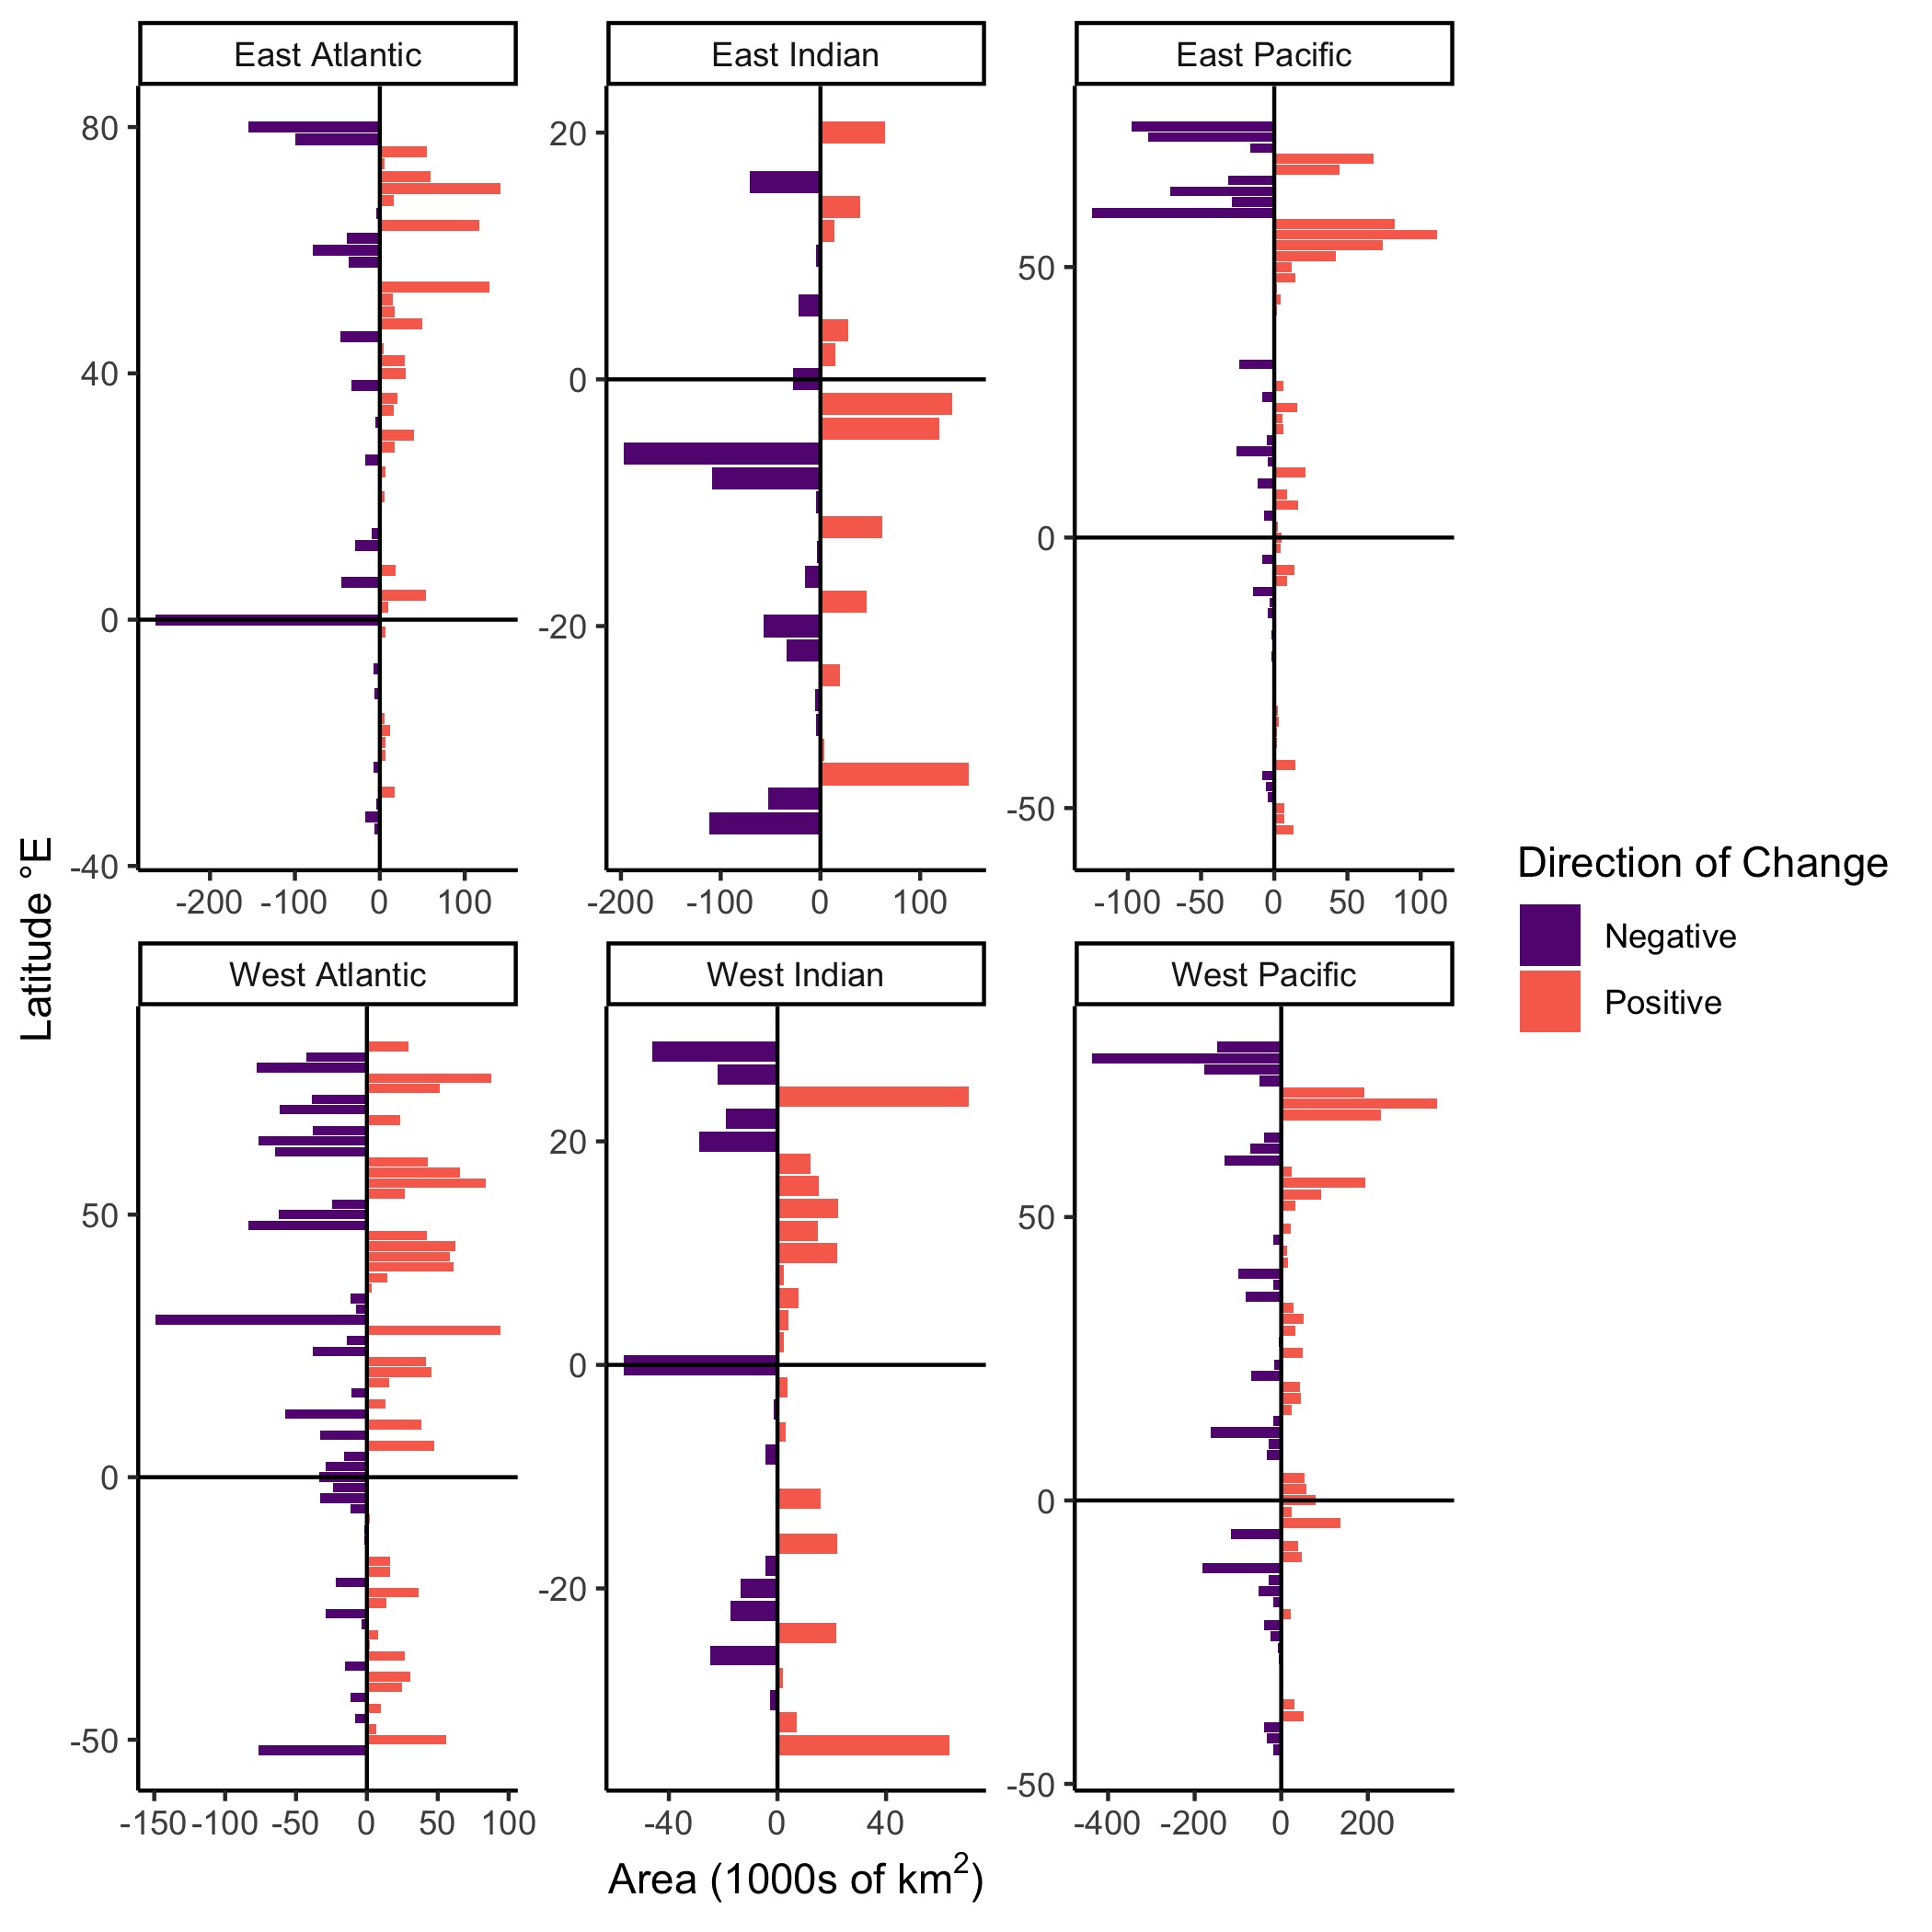 East Atlantic
East Indian
East Pacific
80
40
0
-40
-200 -100 0 100
20
0
-20
-200 -100 0 100
50
0
-50
-100 -50 0 50 100
Latitude °E
West Atlantic
West Indian
West Pacific
50
0
-50
-150 -100 -50 0 50 100
20
0
-20
-40 0 40
50
0
-50
-400 -200 0 200
Area (1000s of km²)
Direction of Change
Negative
Positive